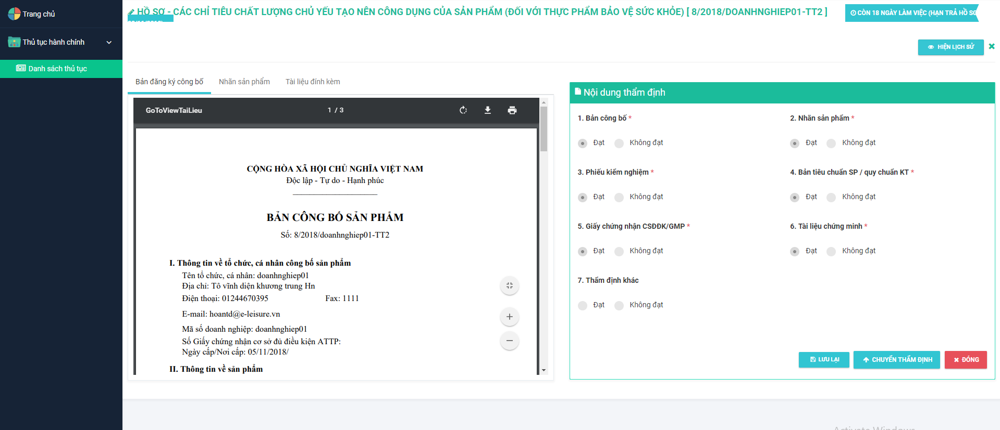 Trang chủ
Thủ tục hành chính
Danh sách thủ tục
HỒ SƠ - CÁC CHỈ TIÊU CHẤT LƯỢNG CHỦ YẾU TẠO NÊN CÔNG DỤNG CỦA SẢN PHẨM (ĐỐI VỚI THỰC PHẨM BẢO VỆ SỨC KHỎE) [ 8/2018/DOANHNGHIEP01-TT2 ]
CÒN 18 NGÀY LÀM VIỆC (HẠN TRẢ HỒ SƠ
HIỆN LỊCH SỬ
Bản đăng ký công bố
Nhãn sản phẩm
Tài liệu đính kèm
GoToViewTaiLieu
1 / 3
CỘNG HÒA XÃ HỘI CHỦ NGHĨA VIỆT NAM
Độc lập - Tự do - Hạnh phúc
BẢN CÔNG BỐ SẢN PHẨM
Số: 8/2018/doanhnghiep01-TT2
I. Thông tin về tổ chức, cá nhân công bố sản phẩm
Tên tổ chức, cá nhân: doanhnghiep01
Địa chỉ: Tô vĩnh diện khương trung Hn
Điện thoại: 01244670395 Fax: 1111
E-mail: hoantd@e-leisure.vn
Mã số doanh nghiệp: doanhnghiep01
Số Giấy chứng nhận cơ sở đủ điều kiện ATTP:
Ngày cấp/Nơi cấp: 05/11/2018/
II. Thông tin về sản phẩm
Nội dung thẩm định
1. Bản công bố *
Đạt Không đạt
2. Nhãn sản phẩm *
Đạt Không đạt
3. Phiếu kiểm nghiệm *
Đạt Không đạt
4. Bản tiêu chuẩn SP / quy chuẩn KT *
Đạt Không đạt
5. Giấy chứng nhận CSĐĐK/GMP *
Đạt Không đạt
6. Tài liệu chứng minh *
Đạt Không đạt
7. Thẩm định khác
Đạt Không đạt
LƯU LẠI
CHUYỂN THẨM ĐỊNH
ĐÓNG
Activate Windows